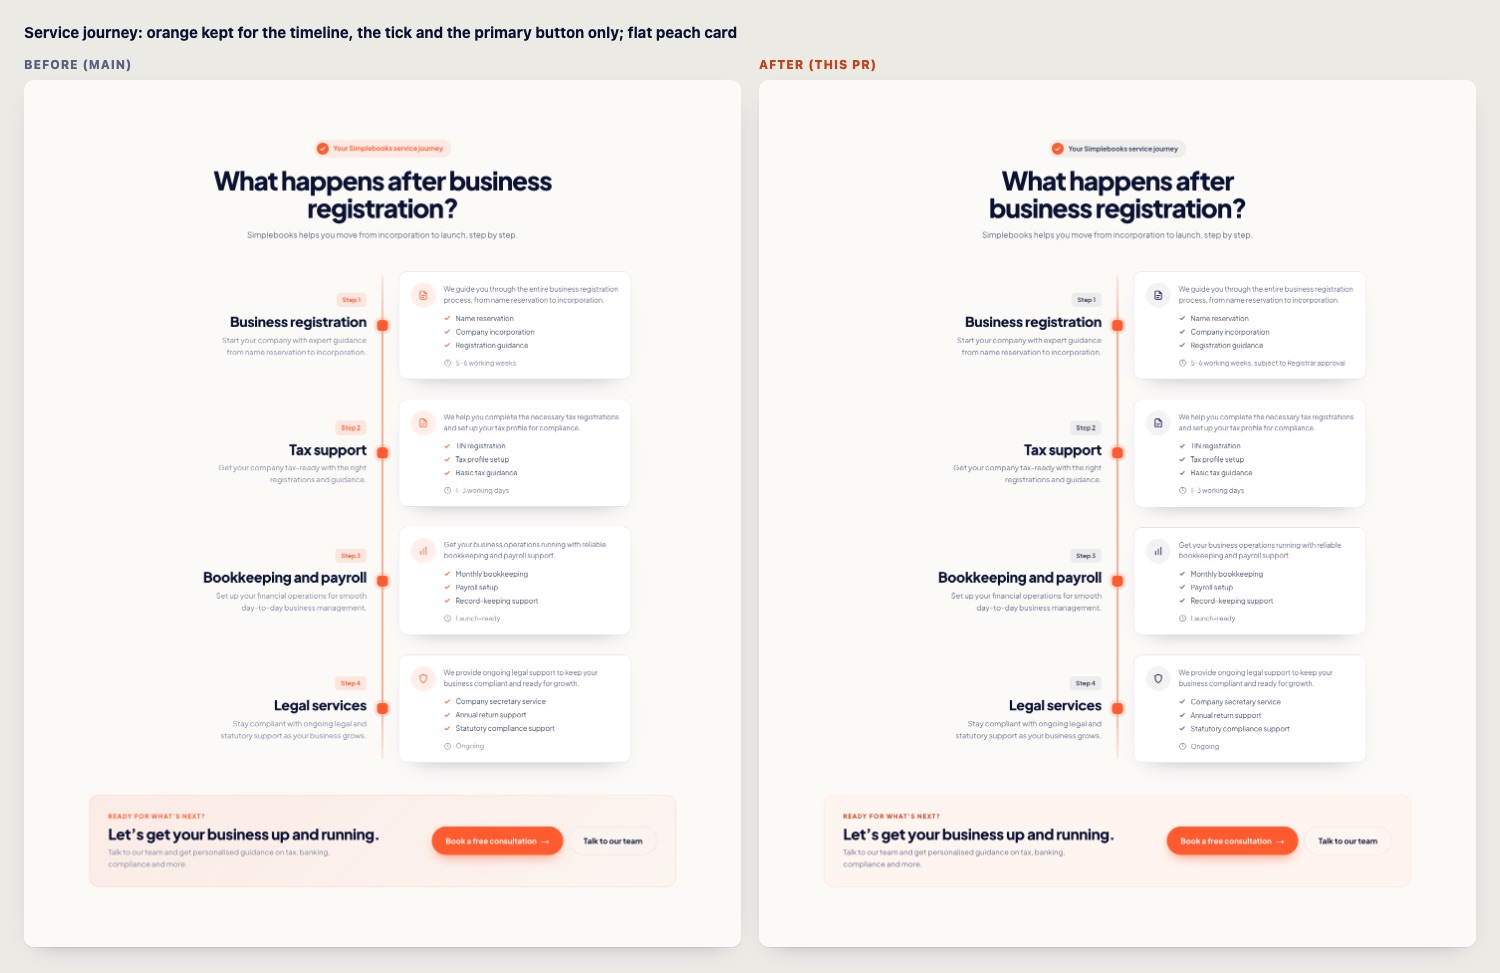 Service journey: orange kept for the timeline, the tick and the primary button only; flat peach card
BEFORE (MAIN)
Your Simplebooks service journey
What happens after business
registration?
Simplebooks helps you move from incorporation to launch, step by step.
Step 1
Business registration
Start your company with expert guidance
from name reservation to incorporation.
We guide you through the entire business registration
process, from name reservation to incorporation.
Name reservation
Company incorporation
Registration guidance
5-6 working weeks
Step 2
Tax support
Get your company tax-ready with the right
registrations and guidance.
We help you complete the necessary tax registrations
and set up your tax profile for compliance.
TIN registration
Tax profile setup
Basic tax guidance
1-3 working days
Step 3
Bookkeeping and payroll
Set up your financial operations for smooth
day-to-day business management.
Get your business operations running with reliable
bookkeeping and payroll support.
Monthly bookkeeping
Payroll setup
Record-keeping support
Launch-ready
Step 4
Legal services
Stay compliant with ongoing legal and
statutory support as your business grows.
We provide ongoing legal support to keep your
business compliant and ready for growth.
Company secretary service
Annual return support
Statutory compliance support
Ongoing
READY FOR WHAT'S NEXT?
Let's get your business up and running.
Talk to our team and get personalised guidance on tax, banking,
compliance and more.
Book a free consultation →
Talk to our team
AFTER (THIS PR)
Your Simplebooks service journey
What happens after
business registration?
Simplebooks helps you move from incorporation to launch, step by step.
Step 1
Business registration
Start your company with expert guidance
from name reservation to incorporation.
We guide you through the entire business registration
process, from name reservation to incorporation.
Name reservation
Company incorporation
Registration guidance
5-6 working weeks, subject to Registrar approval
Step 2
Tax support
Get your company tax-ready with the right
registrations and guidance.
We help you complete the necessary tax registrations
and set up your tax profile for compliance.
TIN registration
Tax profile setup
Basic tax guidance
1-3 working days
Step 3
Bookkeeping and payroll
Set up your financial operations for smooth
day-to-day business management.
Get your business operations running with reliable
bookkeeping and payroll support.
Monthly bookkeeping
Payroll setup
Record-keeping support
Launch-ready
Step 4
Legal services
Stay compliant with ongoing legal and
statutory support as your business grows.
We provide ongoing legal support to keep your
business compliant and ready for growth.
Company secretary service
Annual return support
Statutory compliance support
Ongoing
READY FOR WHAT'S NEXT?
Let's get your business up and running.
Talk to our team and get personalised guidance on tax, banking,
compliance and more.
Book a free consultation →
Talk to our team